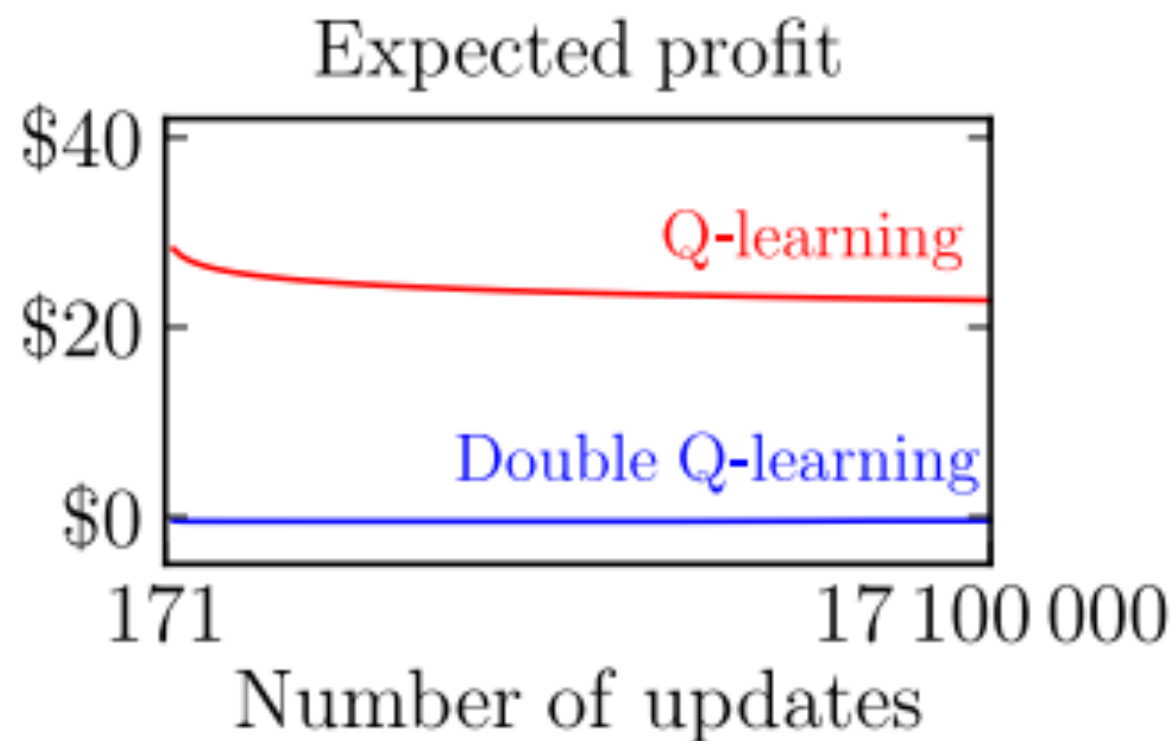 Expected profit
$40
Q-learning
$20
Double Q-learning
$0
171
17 100 000
Number of updates